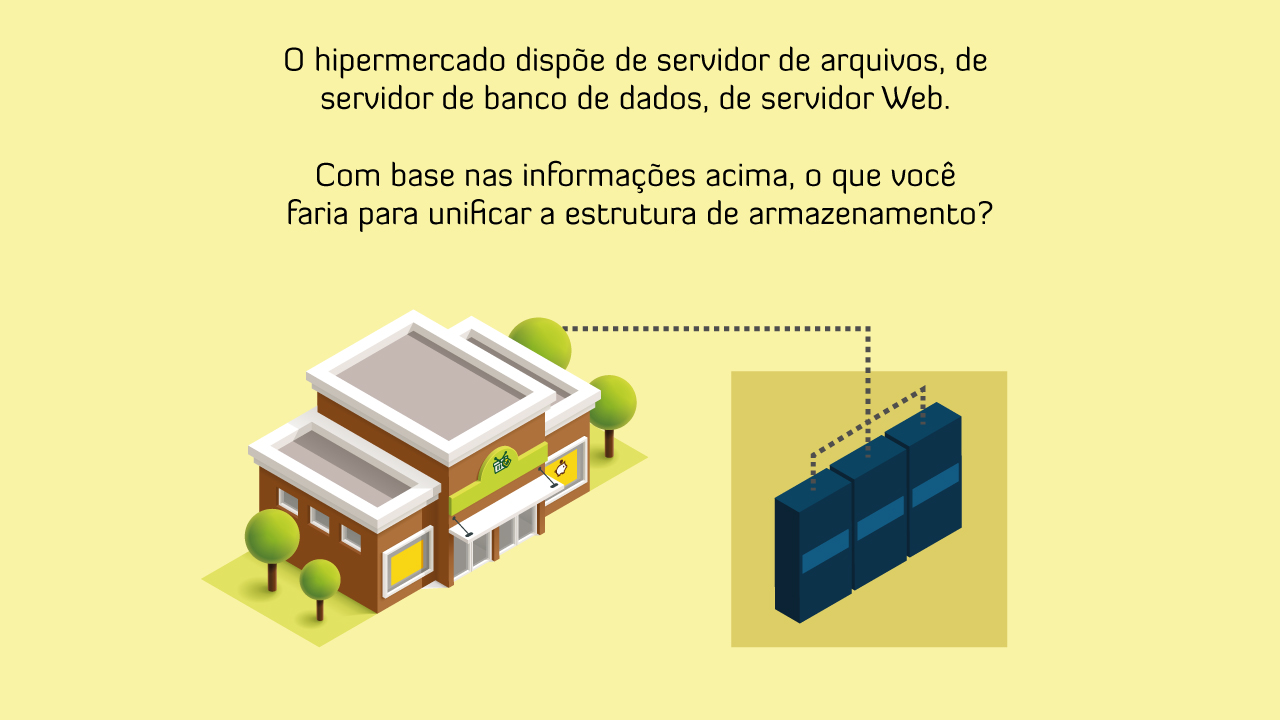 O hipermercado dispõe de servidor de arquivos, de
servidor de banco de dados, de servidor Web.
Com base nas informações acima, o que você
faria para unificar a estrutura de armazenamento?